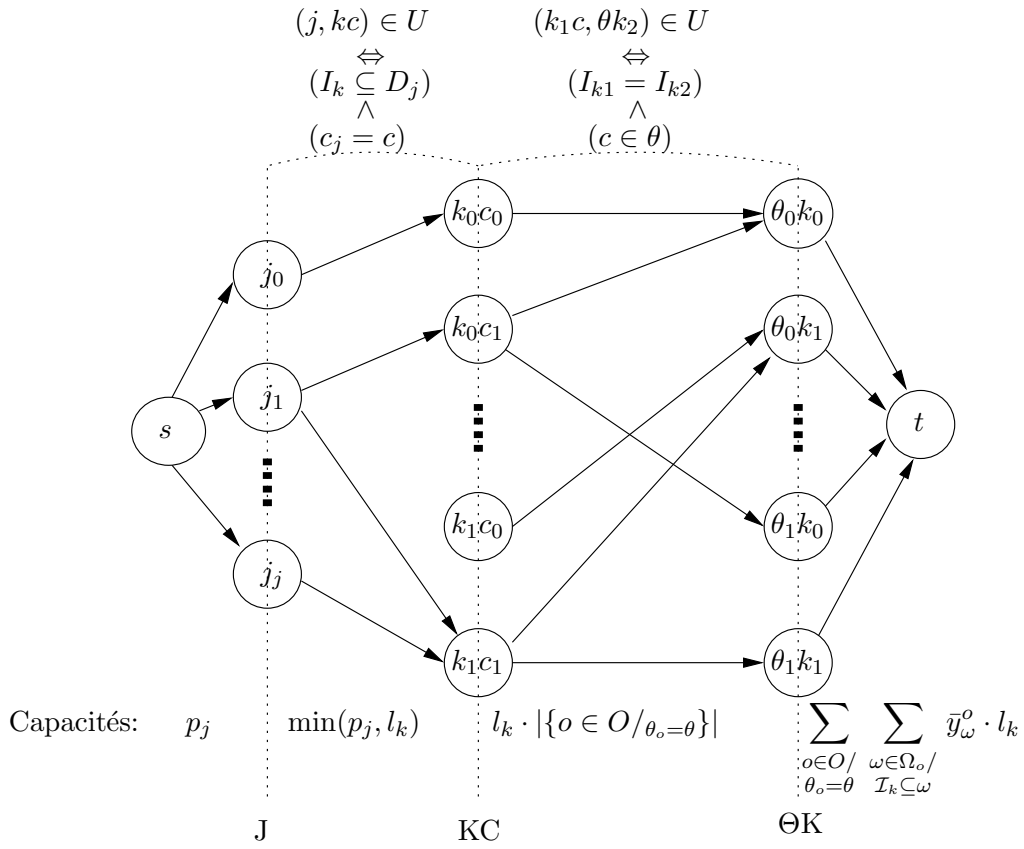 (j, kc) ∈ U
⇔
(I_k ⊆ D_j)
∧
(c_j = c)
(k_1c, θk_2) ∈ U
⇔
(I_{k1} = I_{k2})
∧
(c ∈ θ)
k_0c_0
θ_0k_0
j_0
k_0c_1
θ_0k_1
j_1
s
t
k_1c_0
θ_1k_0
j_j
k_1c_1
θ_1k_1
Capacités: p_j min(p_j, l_k) l_k · |{o ∈ O/_{θ_o=θ}}| ∑_{o∈O/ θ_o=θ} ∑_{ω∈Ω_o/ 𝓘_k⊆ω} ȳ^o_ω · l_k
J KC ΘK